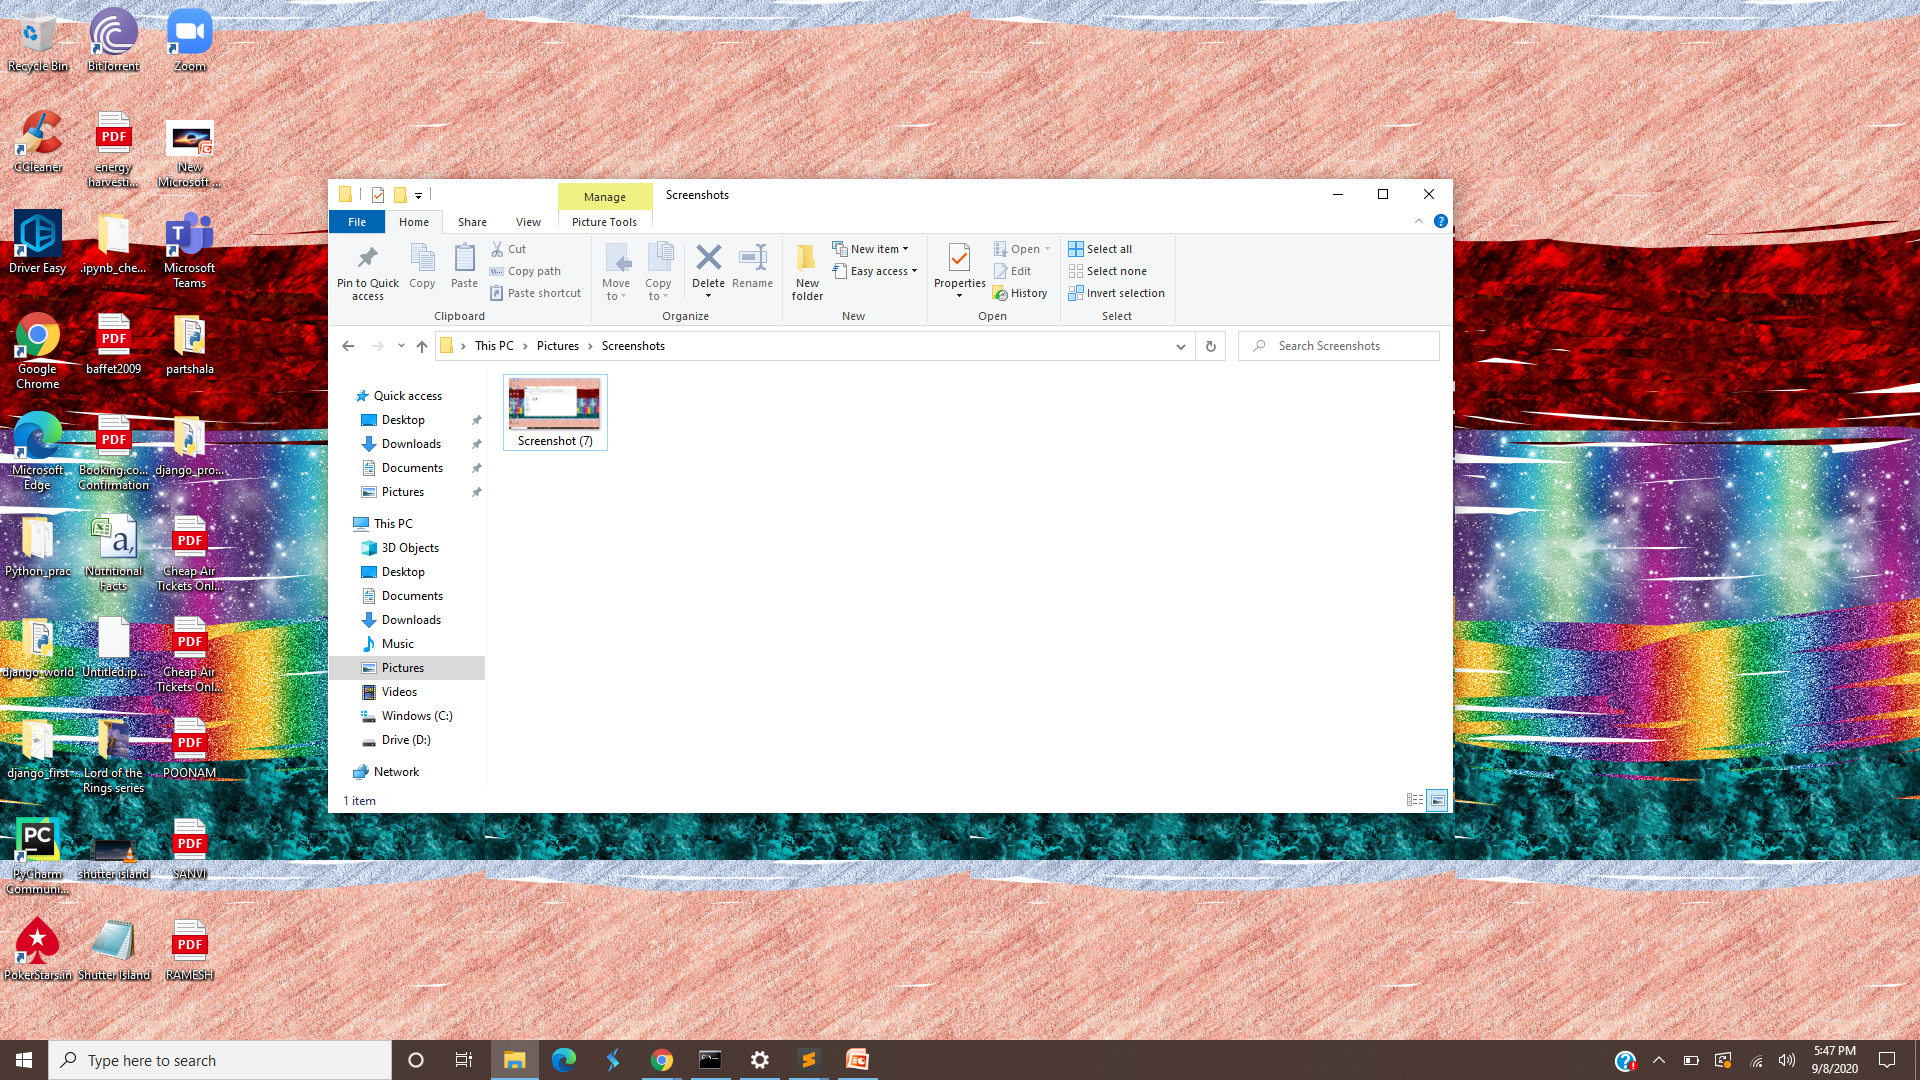 Recycle Bin
BitTorrent
Zoom
CCleaner
energy
harvesti...
New
Microsoft ...
Driver Easy
.ipynb_che...
Microsoft
Teams
Google
Chrome
baffet2009
partshala
Microsoft
Edge
Booking.co...
Confirmation
django_pro...
Python_prac
Nutritional
Facts
Cheap Air
Tickets Onl...
django_world
Untitled.ip...
Cheap Air
Tickets Onl...
django_first
Lord of the
Rings series
POONAM
PyCharm
Communi...
shutter island
SANVI
PokerStars.in
Shutter Island
RAMESH
PDF
PDF
PDF
PDF
PDF
PDF
PDF
PDF
PC
a,
Manage
Screenshots
File
Home
Share
View
Picture Tools
Pin to Quick
access
Copy
Paste
Cut
Copy path
Paste shortcut
Clipboard
Move
to
Copy
to
Delete
Rename
Organize
New
folder
New item
Easy access
New
Properties
Open
Edit
History
Open
Select all
Select none
Invert selection
Select
This PC > Pictures > Screenshots
Search Screenshots
Quick access
Desktop
Downloads
Documents
Pictures
This PC
3D Objects
Desktop
Documents
Downloads
Music
Pictures
Videos
Windows (C:)
Drive (D:)
Network
Screenshot (7)
1 item
Type here to search
5:47 PM
9/8/2020